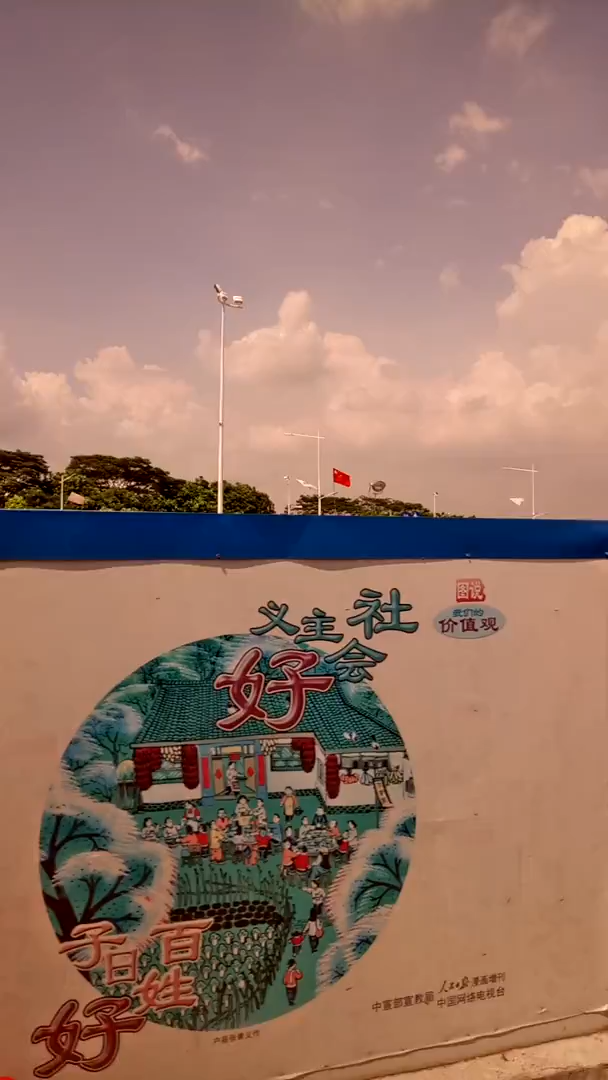 社会主义
好
图说
我们的
价值观
百姓日子
好
中宣部宣教局 人民日报漫画增刊
中国网络电视台